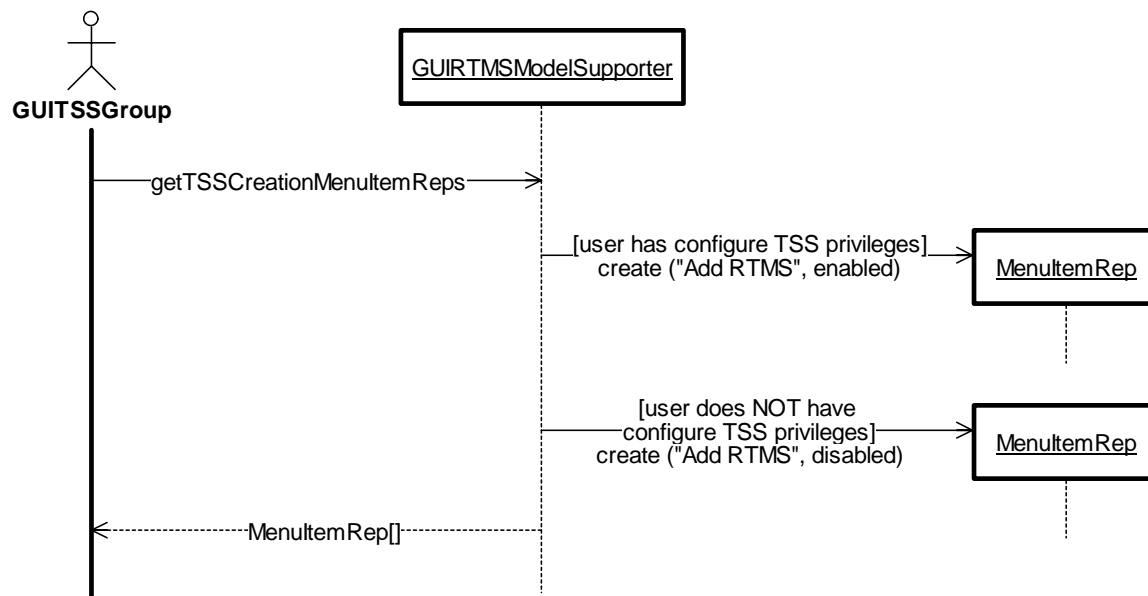 GUIRTMSModelSupporter
GUITSSGroup
getTSSCreationMenuItemReps
[user has configure TSS privileges]
create ("Add RTMS", enabled)
MenuItemRep
[user does NOT have
configure TSS privileges]
create ("Add RTMS", disabled)
MenuItemRep
MenuItemRep[]